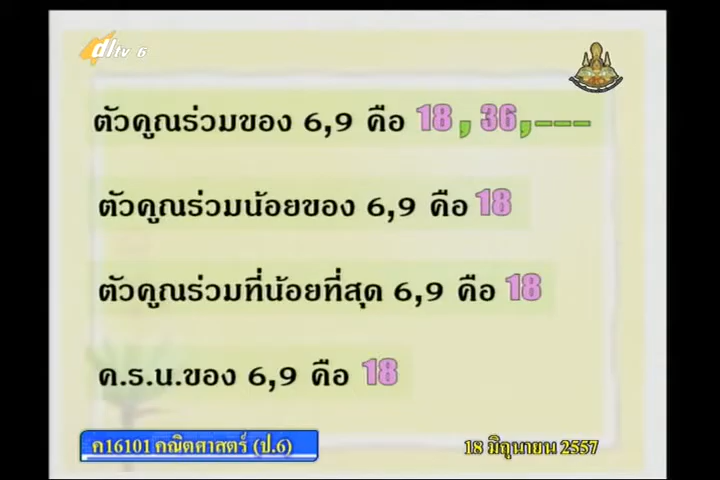 dltv 6
ตัวคูณร่วมของ 6,9 คือ 18, 36,---
ตัวคูณร่วมน้อยของ 6,9 คือ 18
ตัวคูณร่วมที่น้อยที่สุด 6,9 คือ 18
ค.ร.น.ของ 6,9 คือ 18
ค16101 คณิตศาสตร์ (ป.6)
18 มิถุนายน 2557